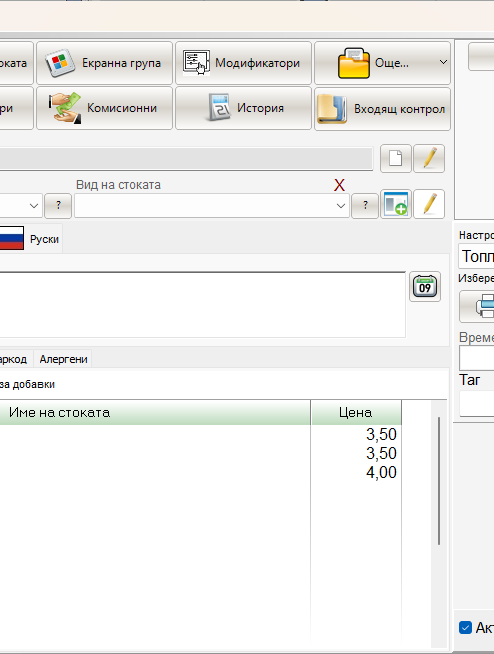 оката Екранна група Модификатори Още...
ри Комисионни История Входящ контрол
Вид на стоката X
? ?
Руски
Настро
Топл
Избере
09
Време
аркод Алергени
Таг
за добавки
Име на стоката Цена
3,50
3,50
4,00
Ак